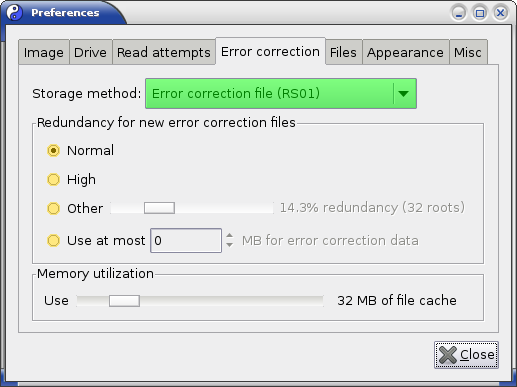 Preferences
Image Drive Read attempts Error correction Files Appearance Misc
Storage method: Error correction file (RS01)
Redundancy for new error correction files
Normal
High
Other 14.3% redundancy (32 roots)
Use at most 0 MB for error correction data
Memory utilization
Use 32 MB of file cache
Close